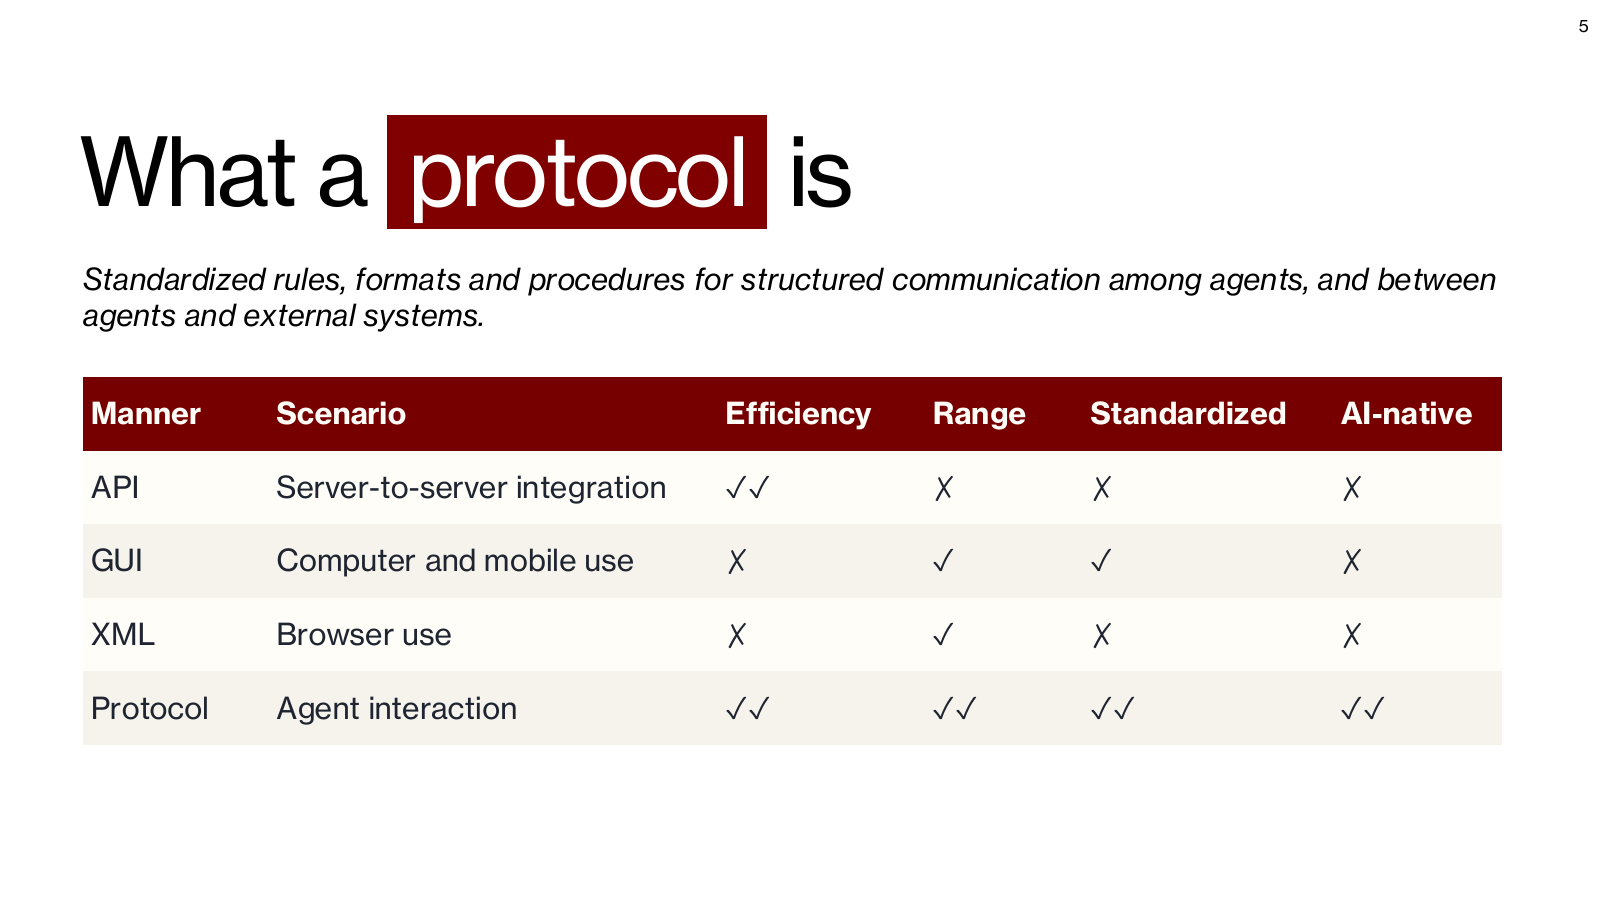 5
What a protocol is
Standardized rules, formats and procedures for structured communication among agents, and between
agents and external systems.
Manner Scenario Efficiency Range Standardized AI-native
API Server-to-server integration ✓✓ ✗ ✗ ✗
GUI Computer and mobile use ✗ ✓ ✓ ✗
XML Browser use ✗ ✓ ✗ ✗
Protocol Agent interaction ✓✓ ✓✓ ✓✓ ✓✓